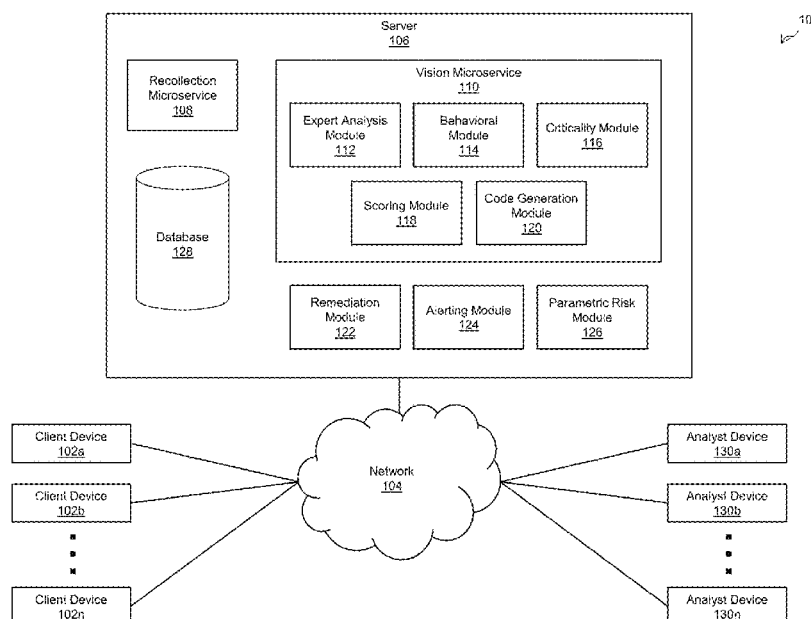 10
Server
106
Recollection
Microservice
108
Vision Microservice
110
Expert Analysis
Module
112
Behavioral
Module
114
Criticality Module
116
Scoring Module
118
Code Generation
Module
120
Database
128
Remediation
Module
122
Alerting Module
124
Parametric Risk
Module
126
Client Device
102a
Network
104
Analyst Device
130a
Client Device
102b
Analyst Device
130b
Client Device
102n
Analyst Device
130n